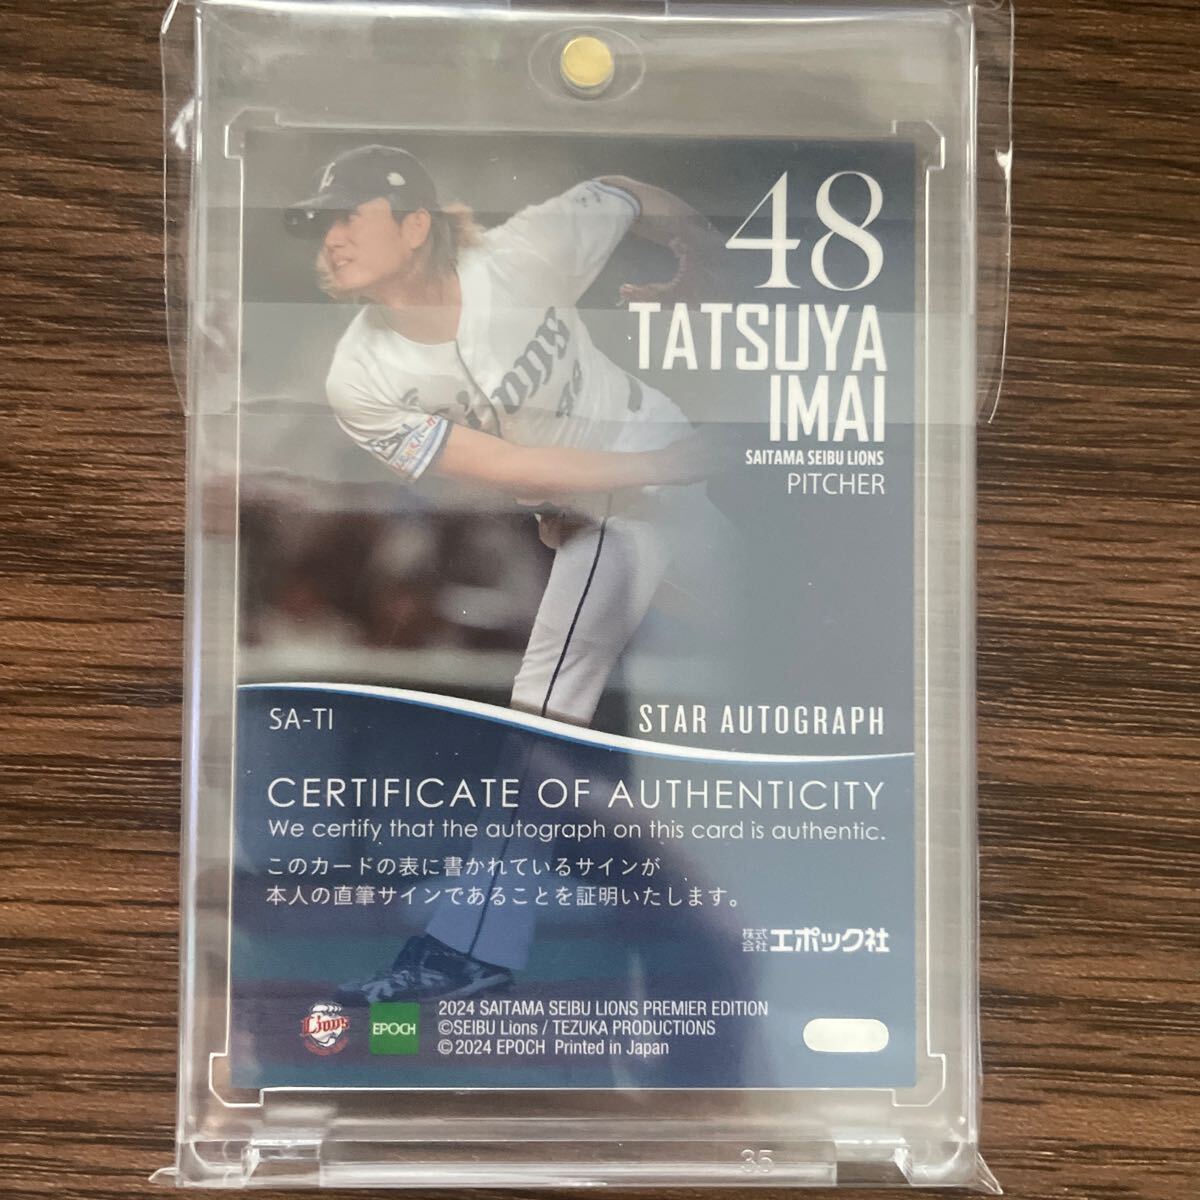 48
TATSUYA
IMAI
SAITAMA SEIBU LIONS
PITCHER
Lions
SA-TI
STAR AUTOGRAPH
CERTIFICATE OF AUTHENTICITY
We certify that the autograph on this card is authentic.
このカードの表に書かれているサインが
本人の直筆サインであることを証明いたします。
株式会社エポック社
Lions
EPOCH
2024 SAITAMA SEIBU LIONS PREMIER EDITION
©SEIBU Lions / TEZUKA PRODUCTIONS
©2024 EPOCH Printed in Japan
35